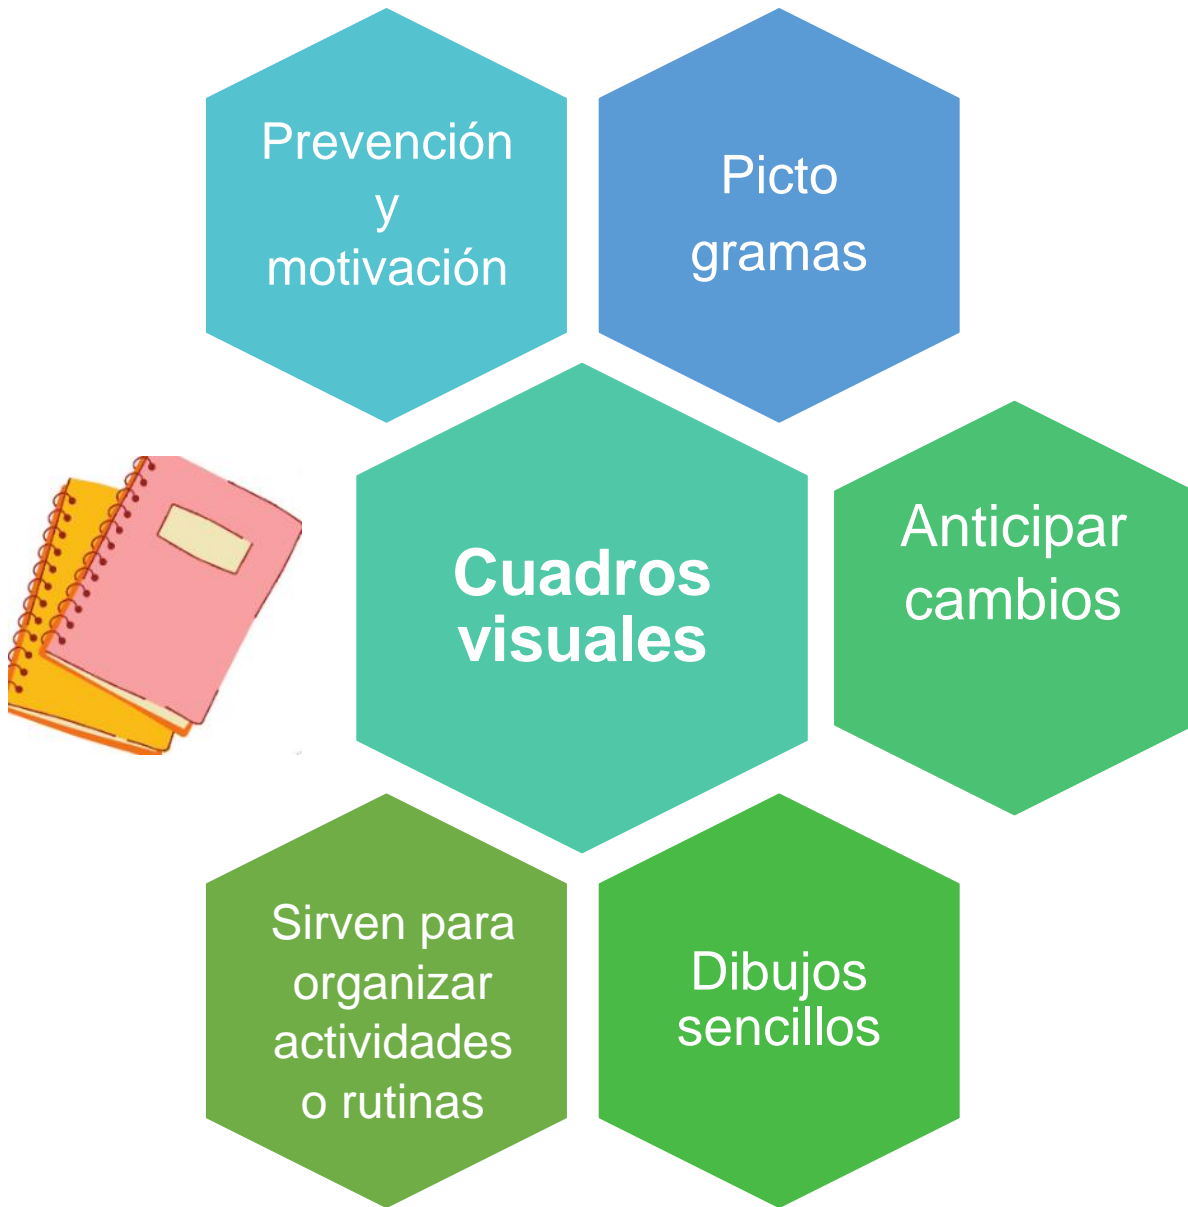 Prevención
y
motivación
Picto
gramas
Cuadros
visuales
Anticipar
cambios
Sirven para
organizar
actividades
o rutinas
Dibujos
sencillos